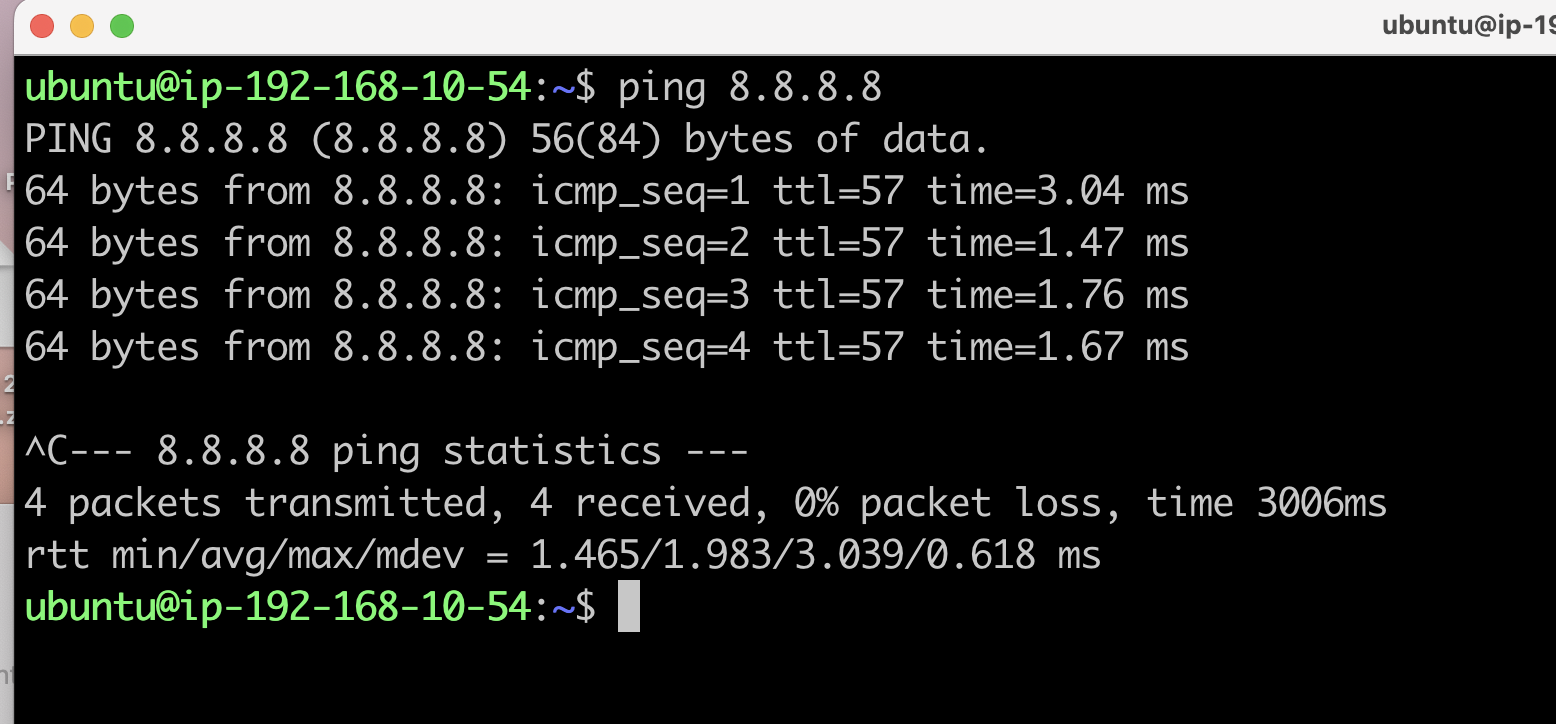 ubuntu@ip-19
ubuntu@ip-192-168-10-54:~$ ping 8.8.8.8
PING 8.8.8.8 (8.8.8.8) 56(84) bytes of data.
64 bytes from 8.8.8.8: icmp_seq=1 ttl=57 time=3.04 ms
64 bytes from 8.8.8.8: icmp_seq=2 ttl=57 time=1.47 ms
64 bytes from 8.8.8.8: icmp_seq=3 ttl=57 time=1.76 ms
64 bytes from 8.8.8.8: icmp_seq=4 ttl=57 time=1.67 ms
^C--- 8.8.8.8 ping statistics ---
4 packets transmitted, 4 received, 0% packet loss, time 3006ms
rtt min/avg/max/mdev = 1.465/1.983/3.039/0.618 ms
ubuntu@ip-192-168-10-54:~$